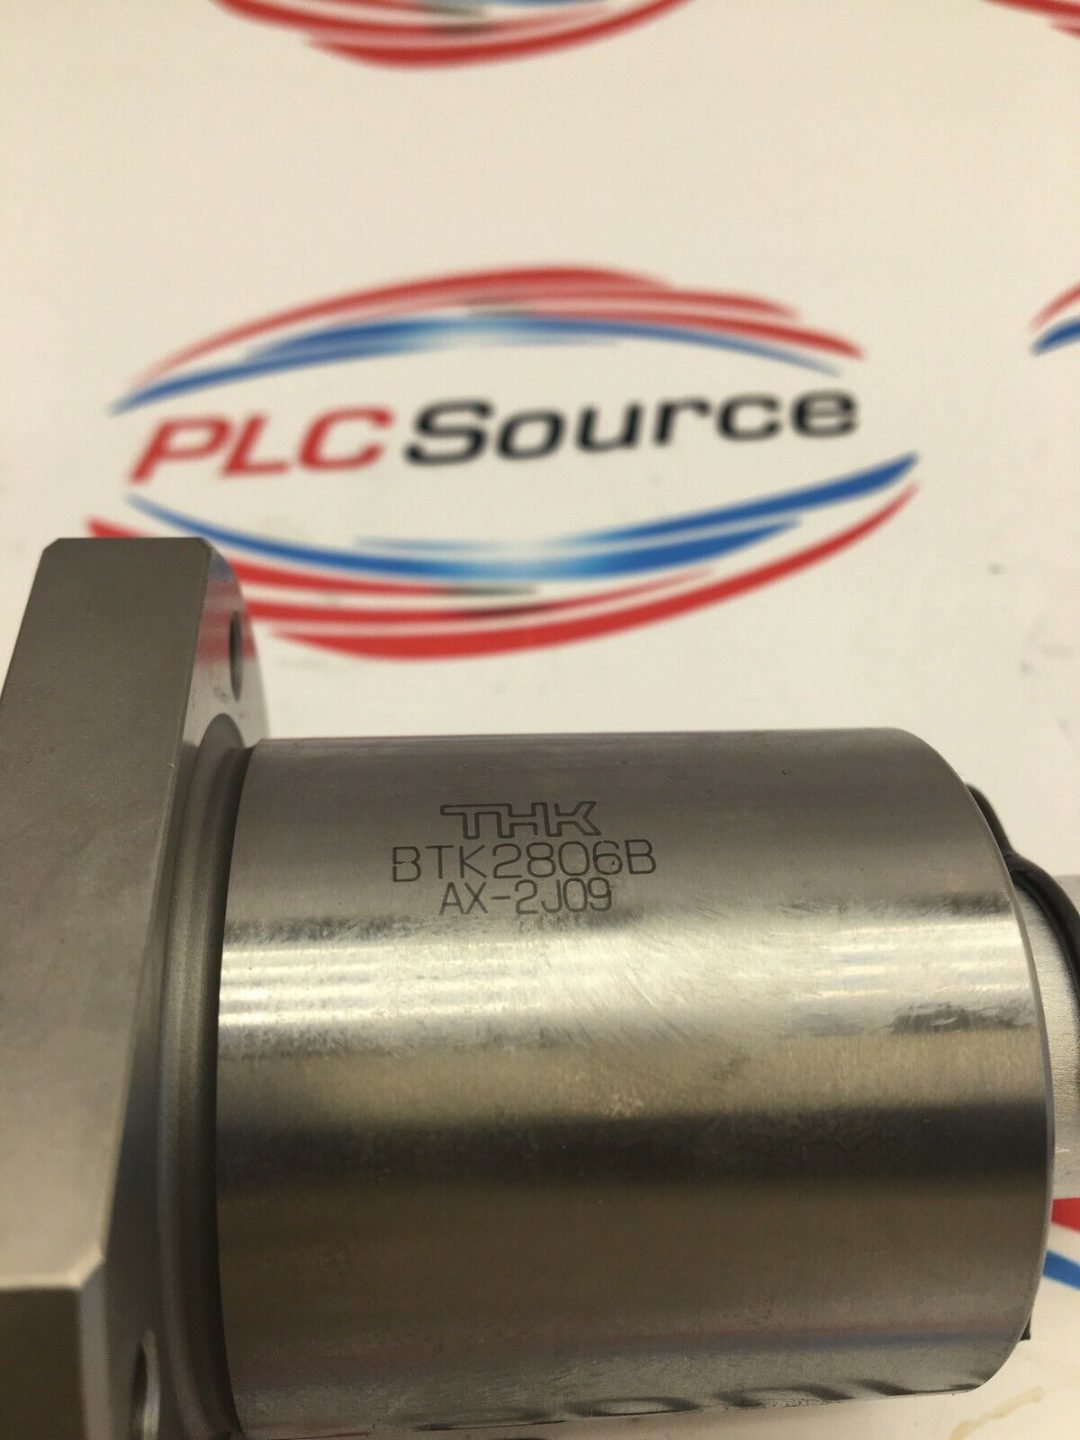 PLCSource
THK
BTK2806B
AX-2J09